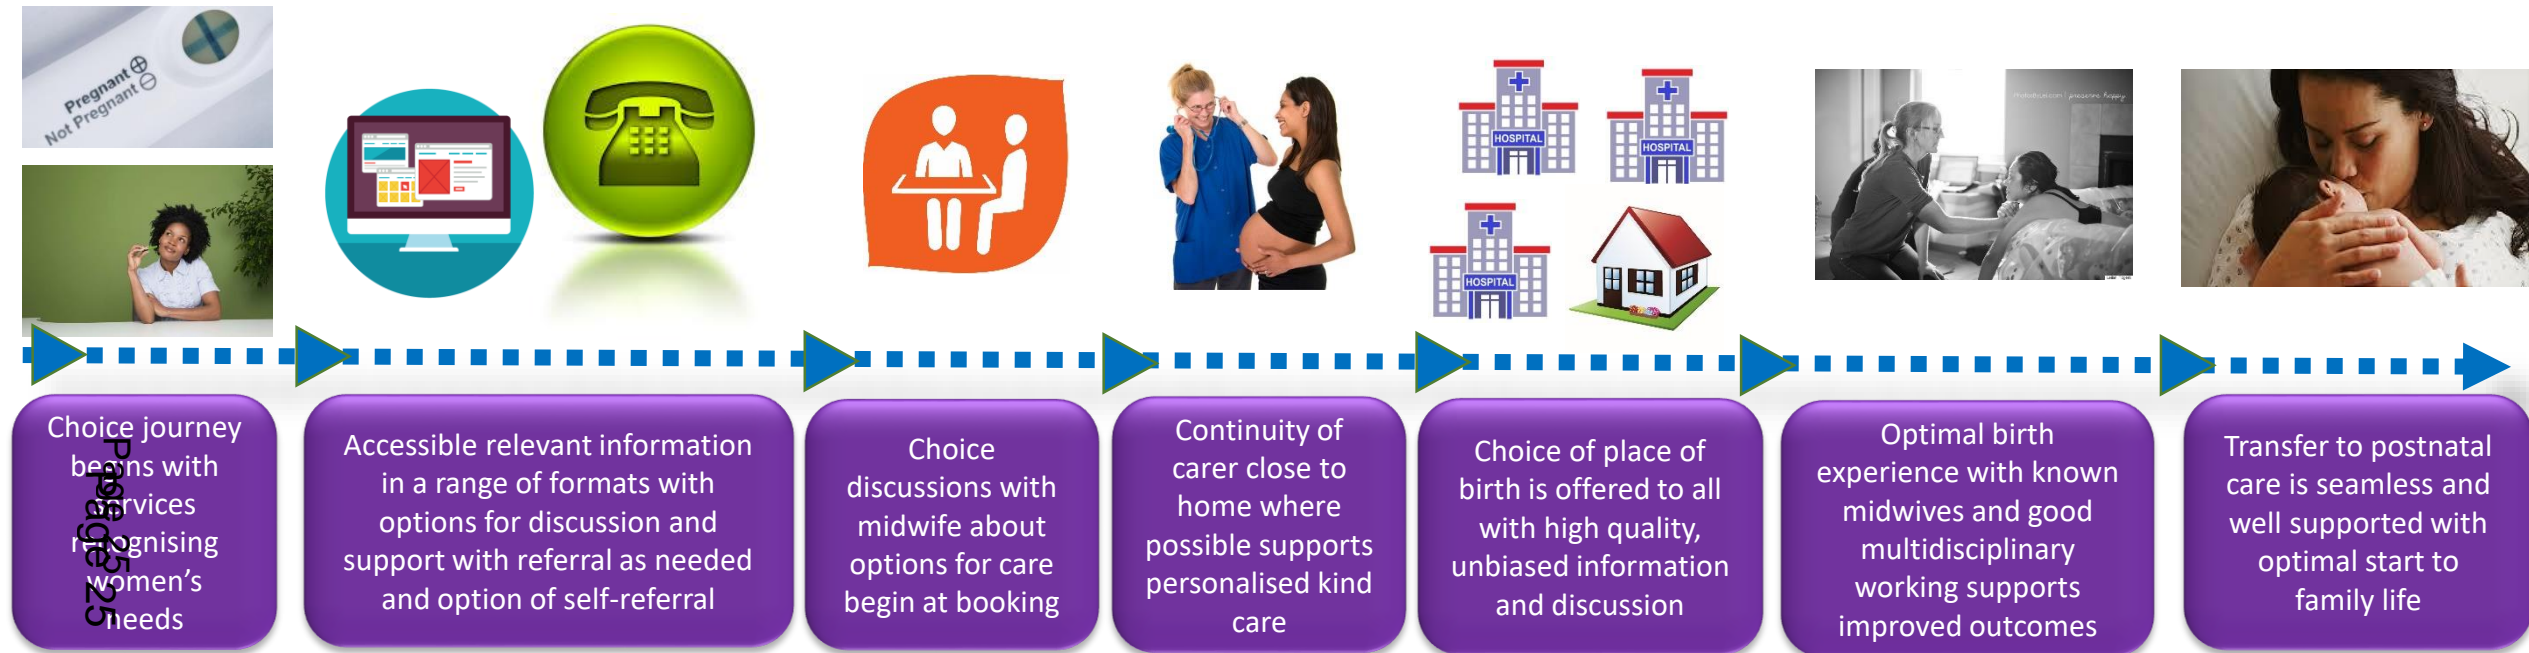 Pregnant
Not Pregnant
HOSPITAL
HOSPITAL
HOSPITAL
Choice journey
begins with
services
recognising
women's
needs
Page 25
Page 25
Accessible relevant information
in a range of formats with
options for discussion and
support with referral as needed
and option of self-referral
Choice
discussions with
midwife about
options for care
begin at booking
Continuity of
carer close to
home where
possible supports
personalised kind
care
Choice of place of
birth is offered to all
with high quality,
unbiased information
and discussion
Optimal birth
experience with known
midwives and good
multidisciplinary
working supports
improved outcomes
Transfer to postnatal
care is seamless and
well supported with
optimal start to
family life